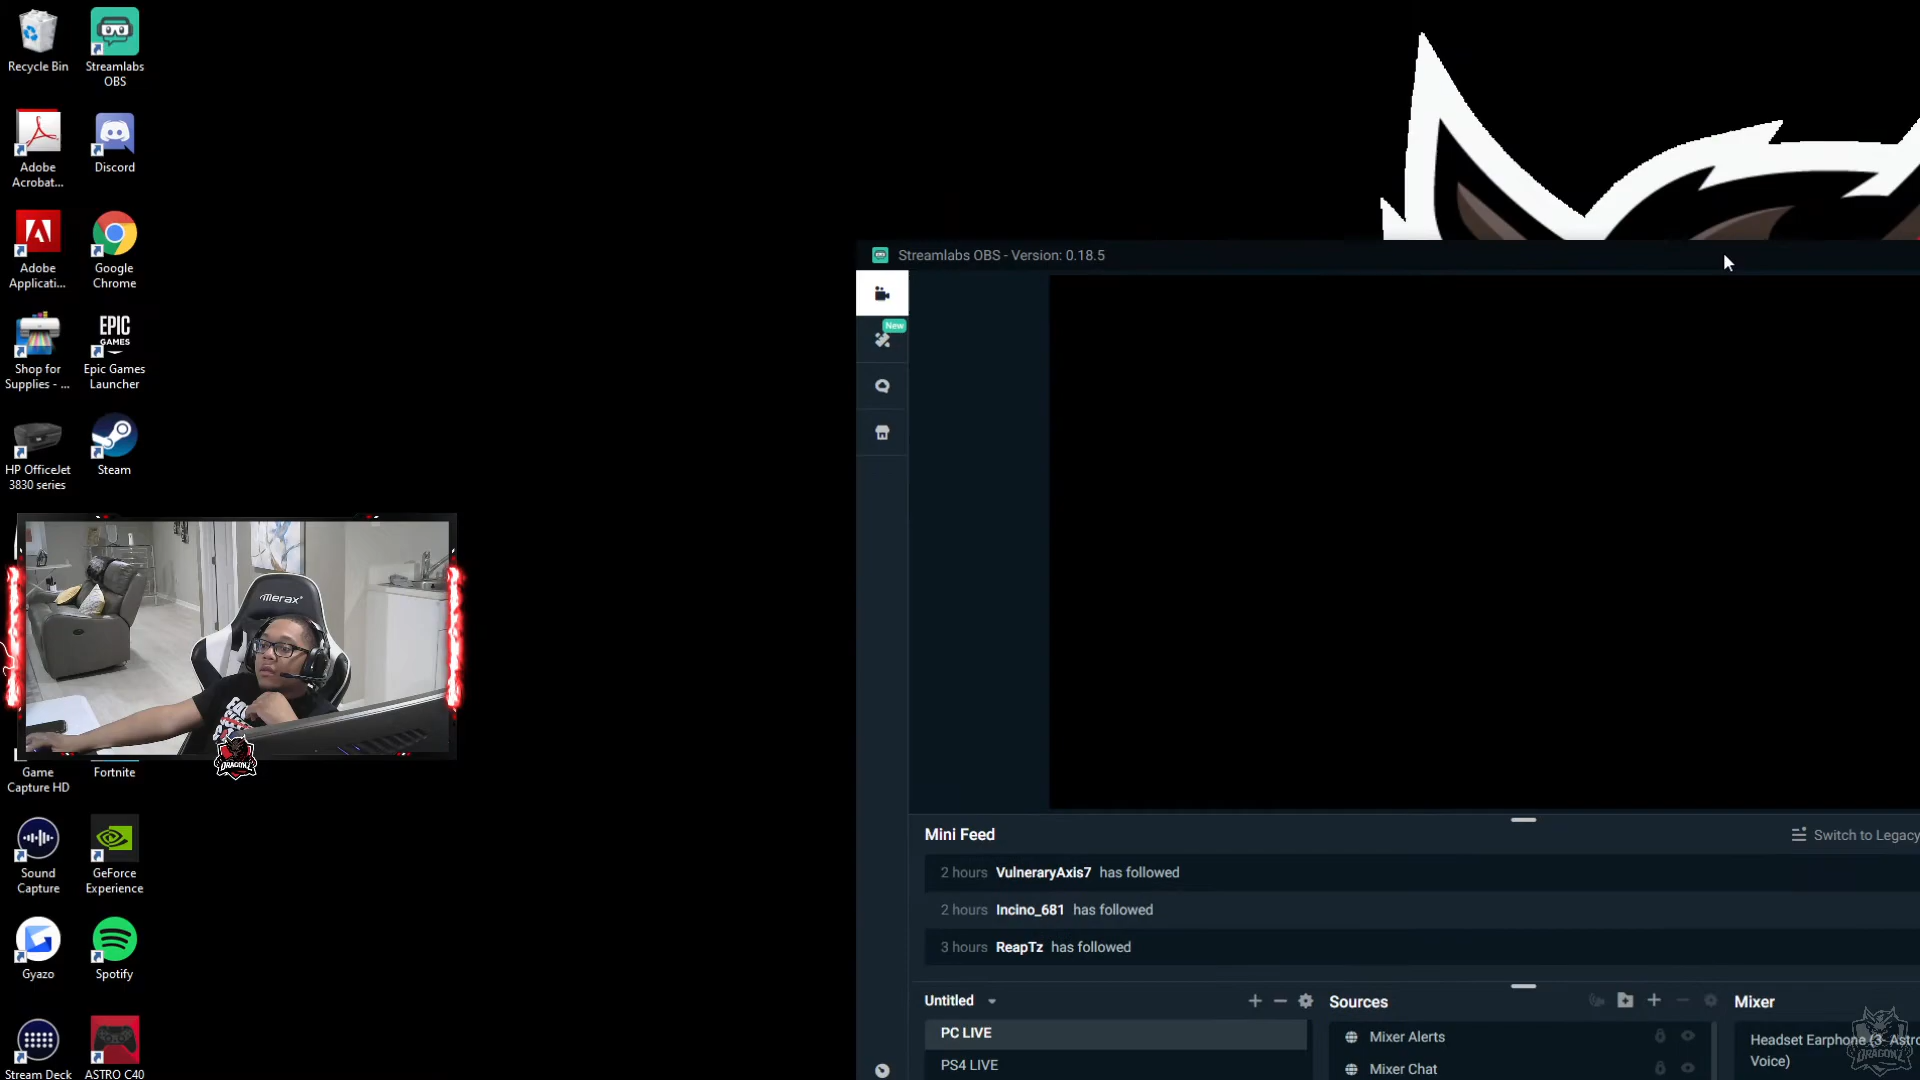 Recycle Bin
Streamlabs
OBS
Adobe
Acrobat...
Discord
Adobe
Applicati...
Google
Chrome
Shop for
Supplies - ...
EPIC
GAMES
Epic Games
Launcher
HP OfficeJet
3830 series
Steam
merax
DRAGONZ
Game
Capture HD
Fortnite
Sound
Capture
GeForce
Experience
Gyazo
Spotify
Stream Deck
ASTRO C40
Streamlabs OBS - Version: 0.18.5
New
Mini Feed
Switch to Legacy
2 hours VulneraryAxis7 has followed
2 hours Incino_681 has followed
3 hours ReapTz has followed
Untitled
PC LIVE
PS4 LIVE
Sources
Mixer Alerts
Mixer Chat
Mixer
Headset Earphone (3- Astro
Voice)